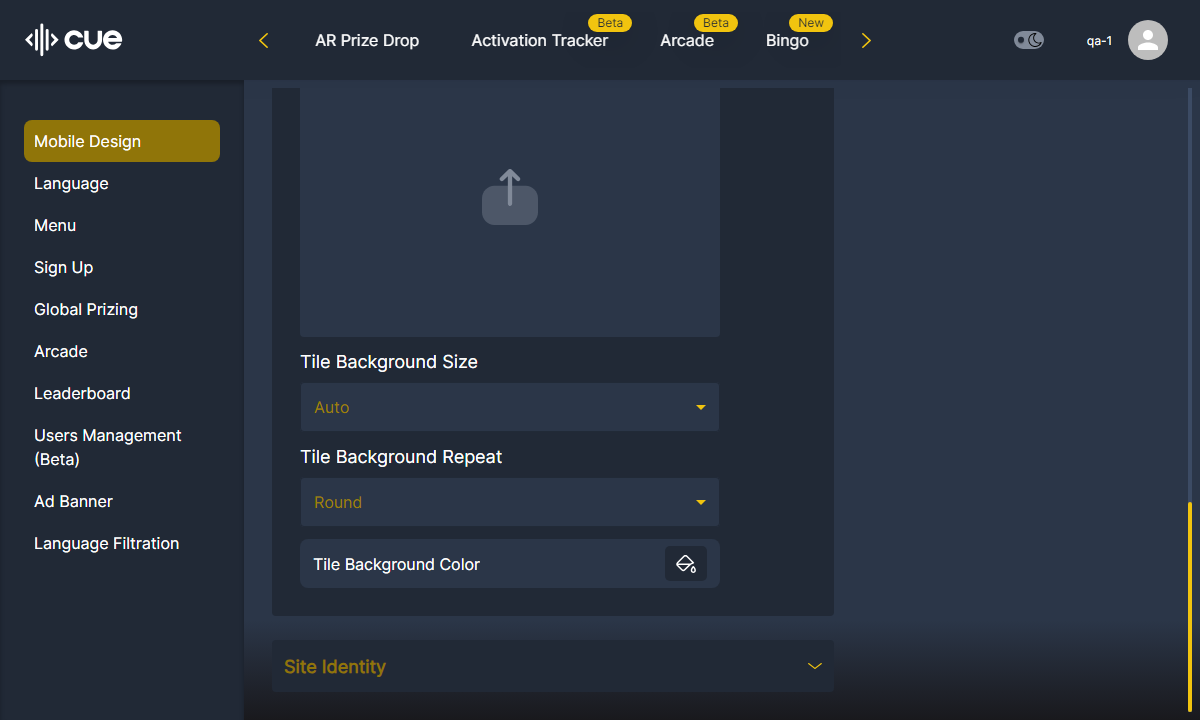 cue
AR Prize Drop
Activation Tracker
Beta
Arcade
Beta
Bingo
New
qa-1
Mobile Design
Language
Menu
Sign Up
Global Prizing
Arcade
Leaderboard
Users Management
(Beta)
Ad Banner
Language Filtration
Tile Background Size
Auto
Tile Background Repeat
Round
Tile Background Color
Site Identity